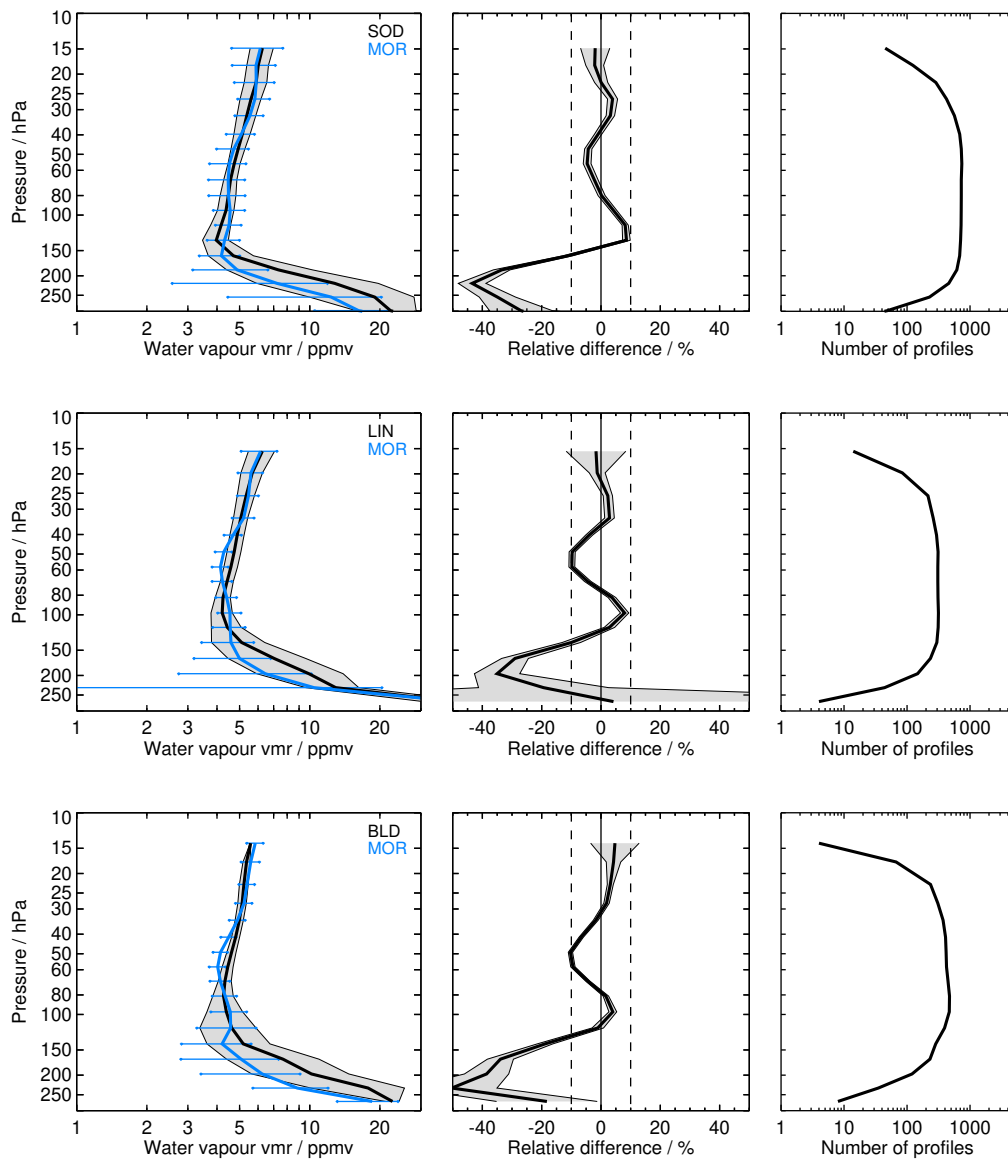 10
15
20
25
30
40
50
60
80
100
150
200
250
Pressure / hPa
SOD
MOR
1 2 3 5 10 20
Water vapour vmr / ppmv
-40 -20 0 20 40
Relative difference / %
1 10 100 1000
Number of profiles
10
15
20
25
30
40
50
60
80
100
150
200
250
Pressure / hPa
LIN
MOR
1 2 3 5 10 20
Water vapour vmr / ppmv
-40 -20 0 20 40
Relative difference / %
1 10 100 1000
Number of profiles
10
15
20
25
30
40
50
60
80
100
150
200
250
Pressure / hPa
BLD
MOR
1 2 3 5 10 20
Water vapour vmr / ppmv
-40 -20 0 20 40
Relative difference / %
1 10 100 1000
Number of profiles